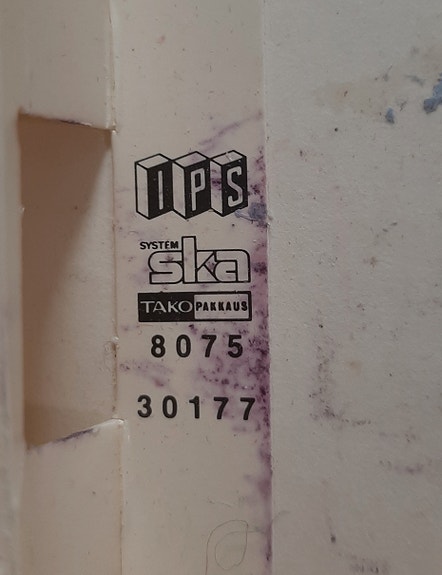 IPS
SYSTEM
ska
TAKO PAKKAUS
8075
30177